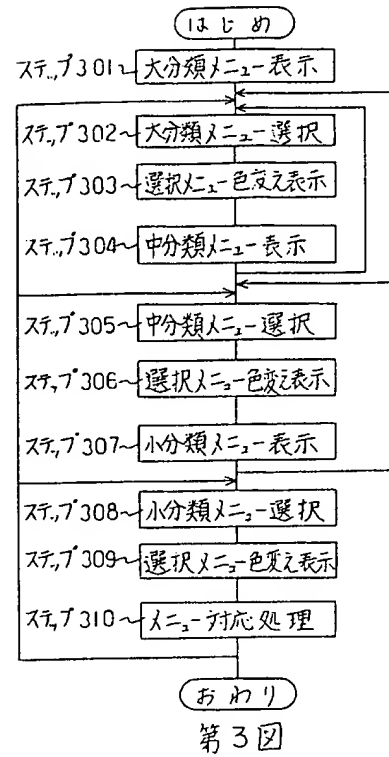 はじめ
ステップ301 大分類メニュー表示
ステップ302 大分類メニュー選択
ステップ303 選択メニュー色変え表示
ステップ304 中分類メニュー表示
ステップ305 中分類メニュー選択
ステップ306 選択メニュー色変え表示
ステップ307 小分類メニュー表示
ステップ308 小分類メニュー選択
ステップ309 選択メニュー色変え表示
ステップ310 メニュー対応処理
おわり
第3図